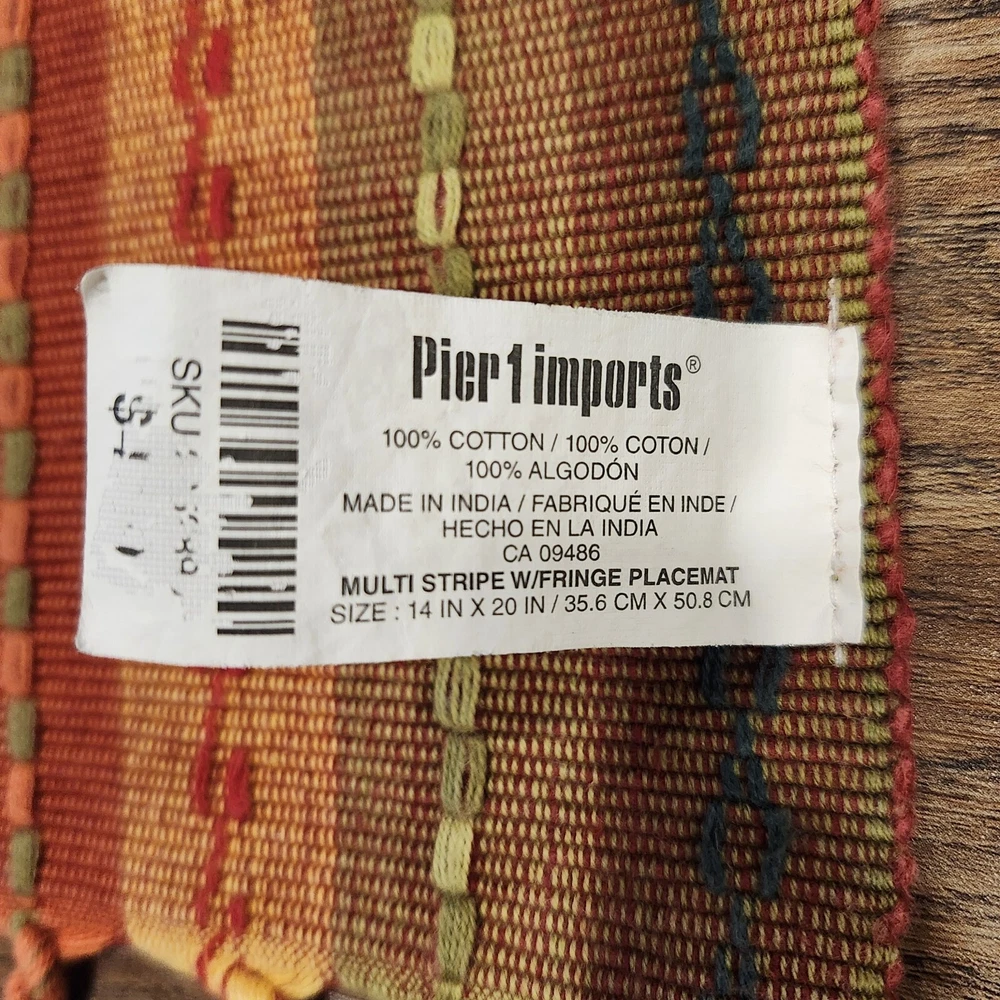 Pier 1 imports®
100% COTTON / 100% COTON /
100% ALGODÓN
MADE IN INDIA / FABRIQUÉ EN INDE /
HECHO EN LA INDIA
CA 09486
MULTI STRIPE W/FRINGE PLACEMAT
SIZE : 14 IN X 20 IN / 35.6 CM X 50.8 CM
SKU